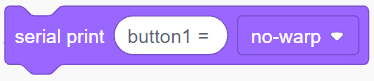 serial print button1 = no-warp